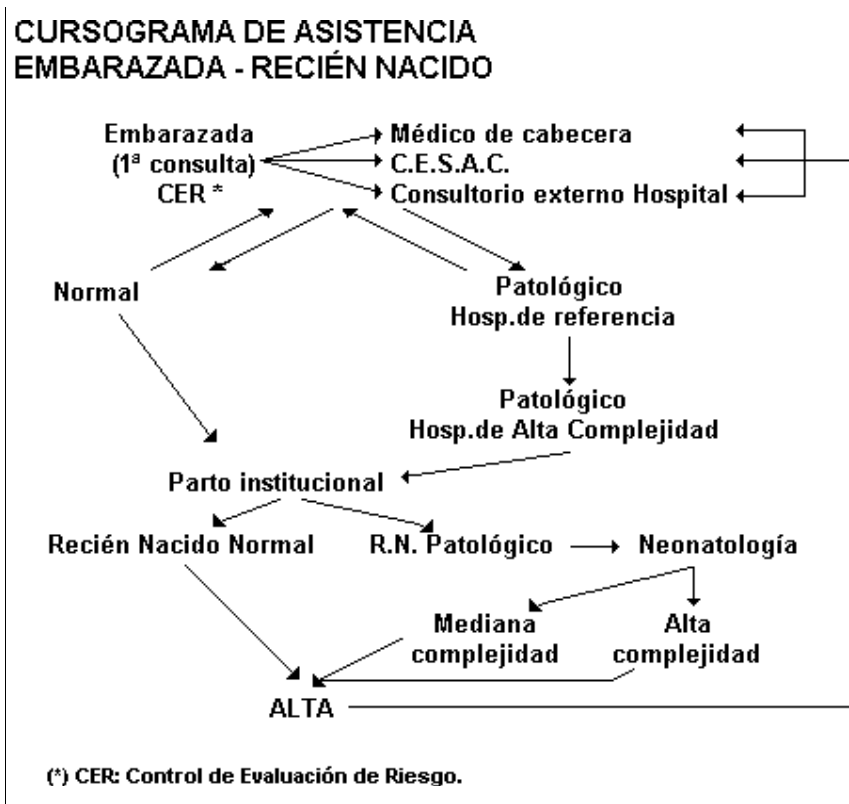 CURSOGRAMA DE ASISTENCIA
EMBARAZADA - RECIÉN NACIDO
Embarazada
(1ª consulta)
CER *
Médico de cabecera
C.E.S.A.C.
Consultorio externo Hospital
Normal
Patológico
Hosp.de referencia
Patológico
Hosp.de Alta Complejidad
Parto institucional
Recién Nacido Normal
R.N. Patológico
Neonatología
Mediana
complejidad
Alta
complejidad
ALTA
(*) CER: Control de Evaluación de Riesgo.